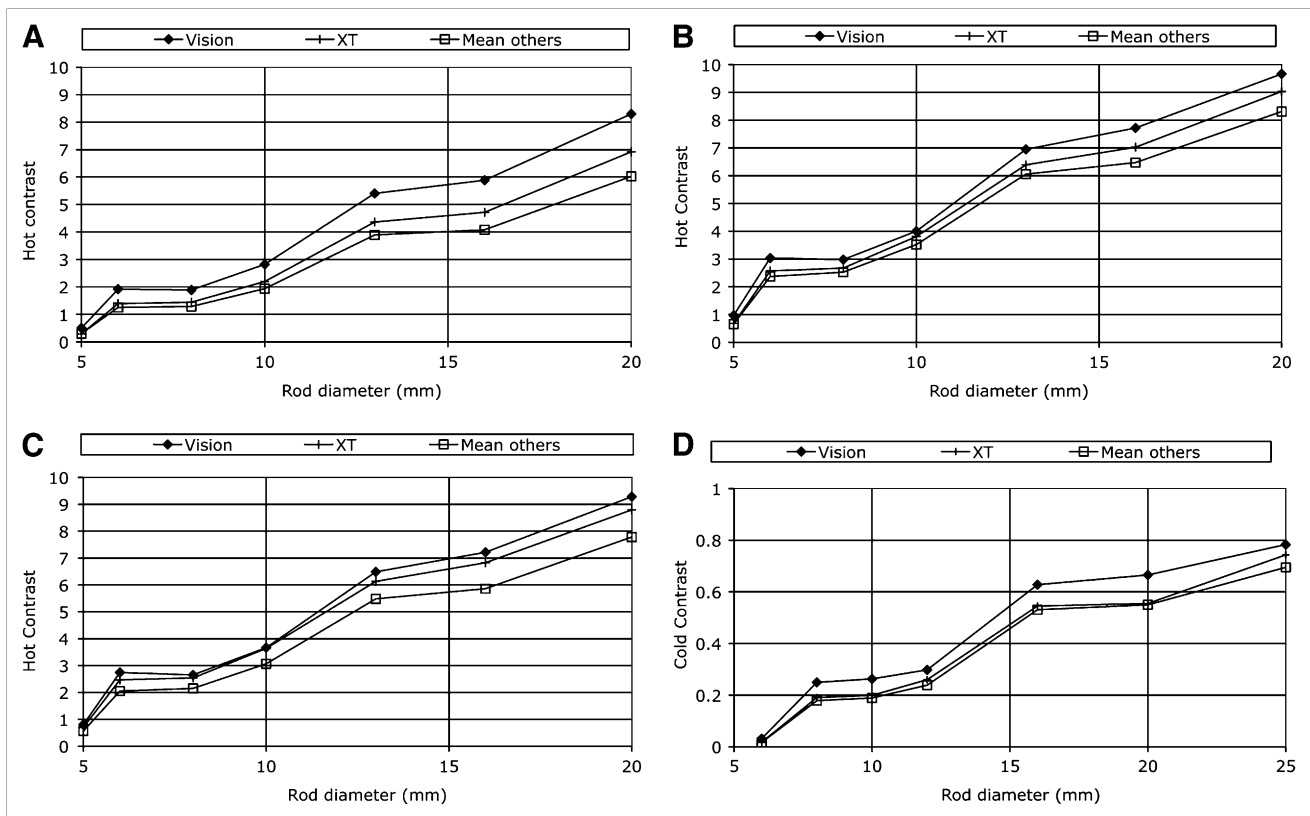 A
Vision XT Mean others
10
9
8
7
6
5
4
3
2
1
0
Hot contrast
5 10 15 20
Rod diameter (mm)
B
Vision XT Mean others
10
9
8
7
6
5
4
3
2
1
0
Hot Contrast
5 10 15 20
Rod diameter (mm)
C
Vision XT Mean others
10
9
8
7
6
5
4
3
2
1
0
Hot Contrast
5 10 15 20
Rod diameter (mm)
D
Vision XT Mean others
1
0.8
0.6
0.4
0.2
0
Cold Contrast
5 10 15 20 25
Rod diameter (mm)